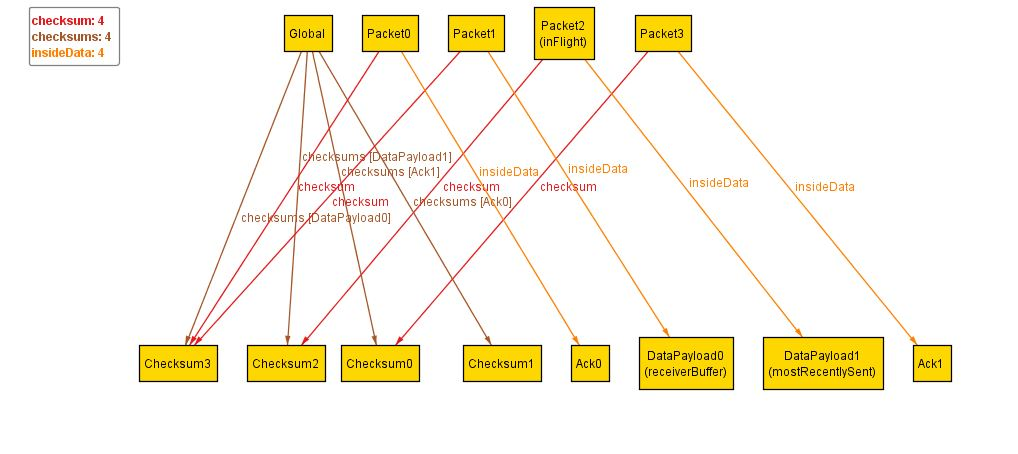 checksum: 4
checksums: 4
insideData: 4
Global
Packet0
Packet1
Packet2
(inFlight)
Packet3
checksums [DataPayload1]
checksums [Ack1]
insideData
insideData
insideData
insideData
checksum
checksum
checksum
checksum
checksums [Ack0]
checksums [DataPayload0]
Checksum3
Checksum2
Checksum0
Checksum1
Ack0
DataPayload0
(receiverBuffer)
DataPayload1
(mostRecentlySent)
Ack1